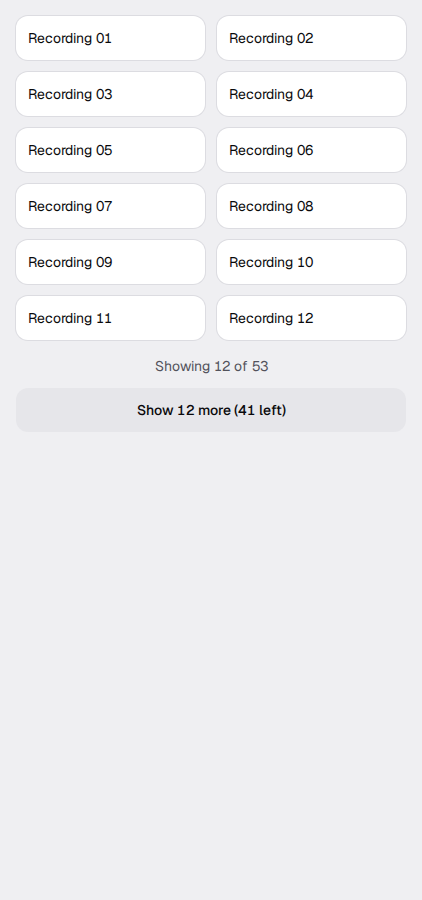 Recording 01
Recording 02
Recording 03
Recording 04
Recording 05
Recording 06
Recording 07
Recording 08
Recording 09
Recording 10
Recording 11
Recording 12
Showing 12 of 53
Show 12 more (41 left)